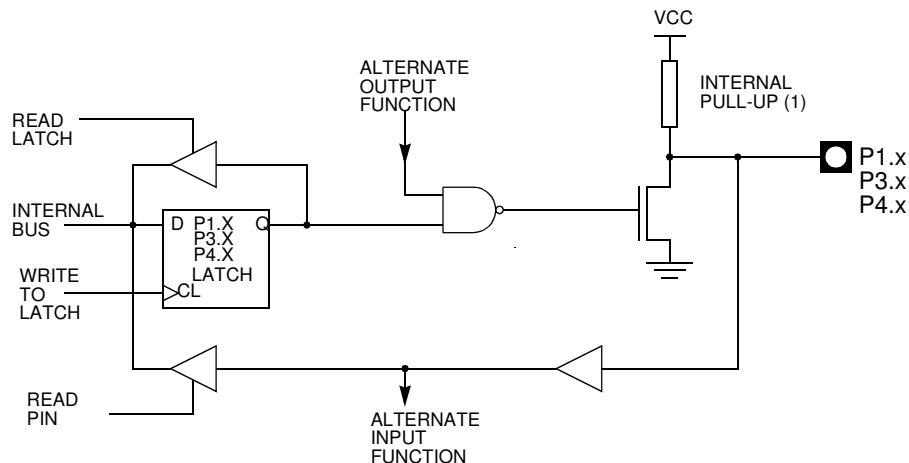 VCC
ALTERNATE
OUTPUT
FUNCTION
INTERNAL
PULL-UP (1)
READ
LATCH
P1.x
P3.x
P4.x
INTERNAL
BUS
D P1.X Q
P3.X
P4.X
LATCH
CL
WRITE
TO
LATCH
READ
PIN
ALTERNATE
INPUT
FUNCTION